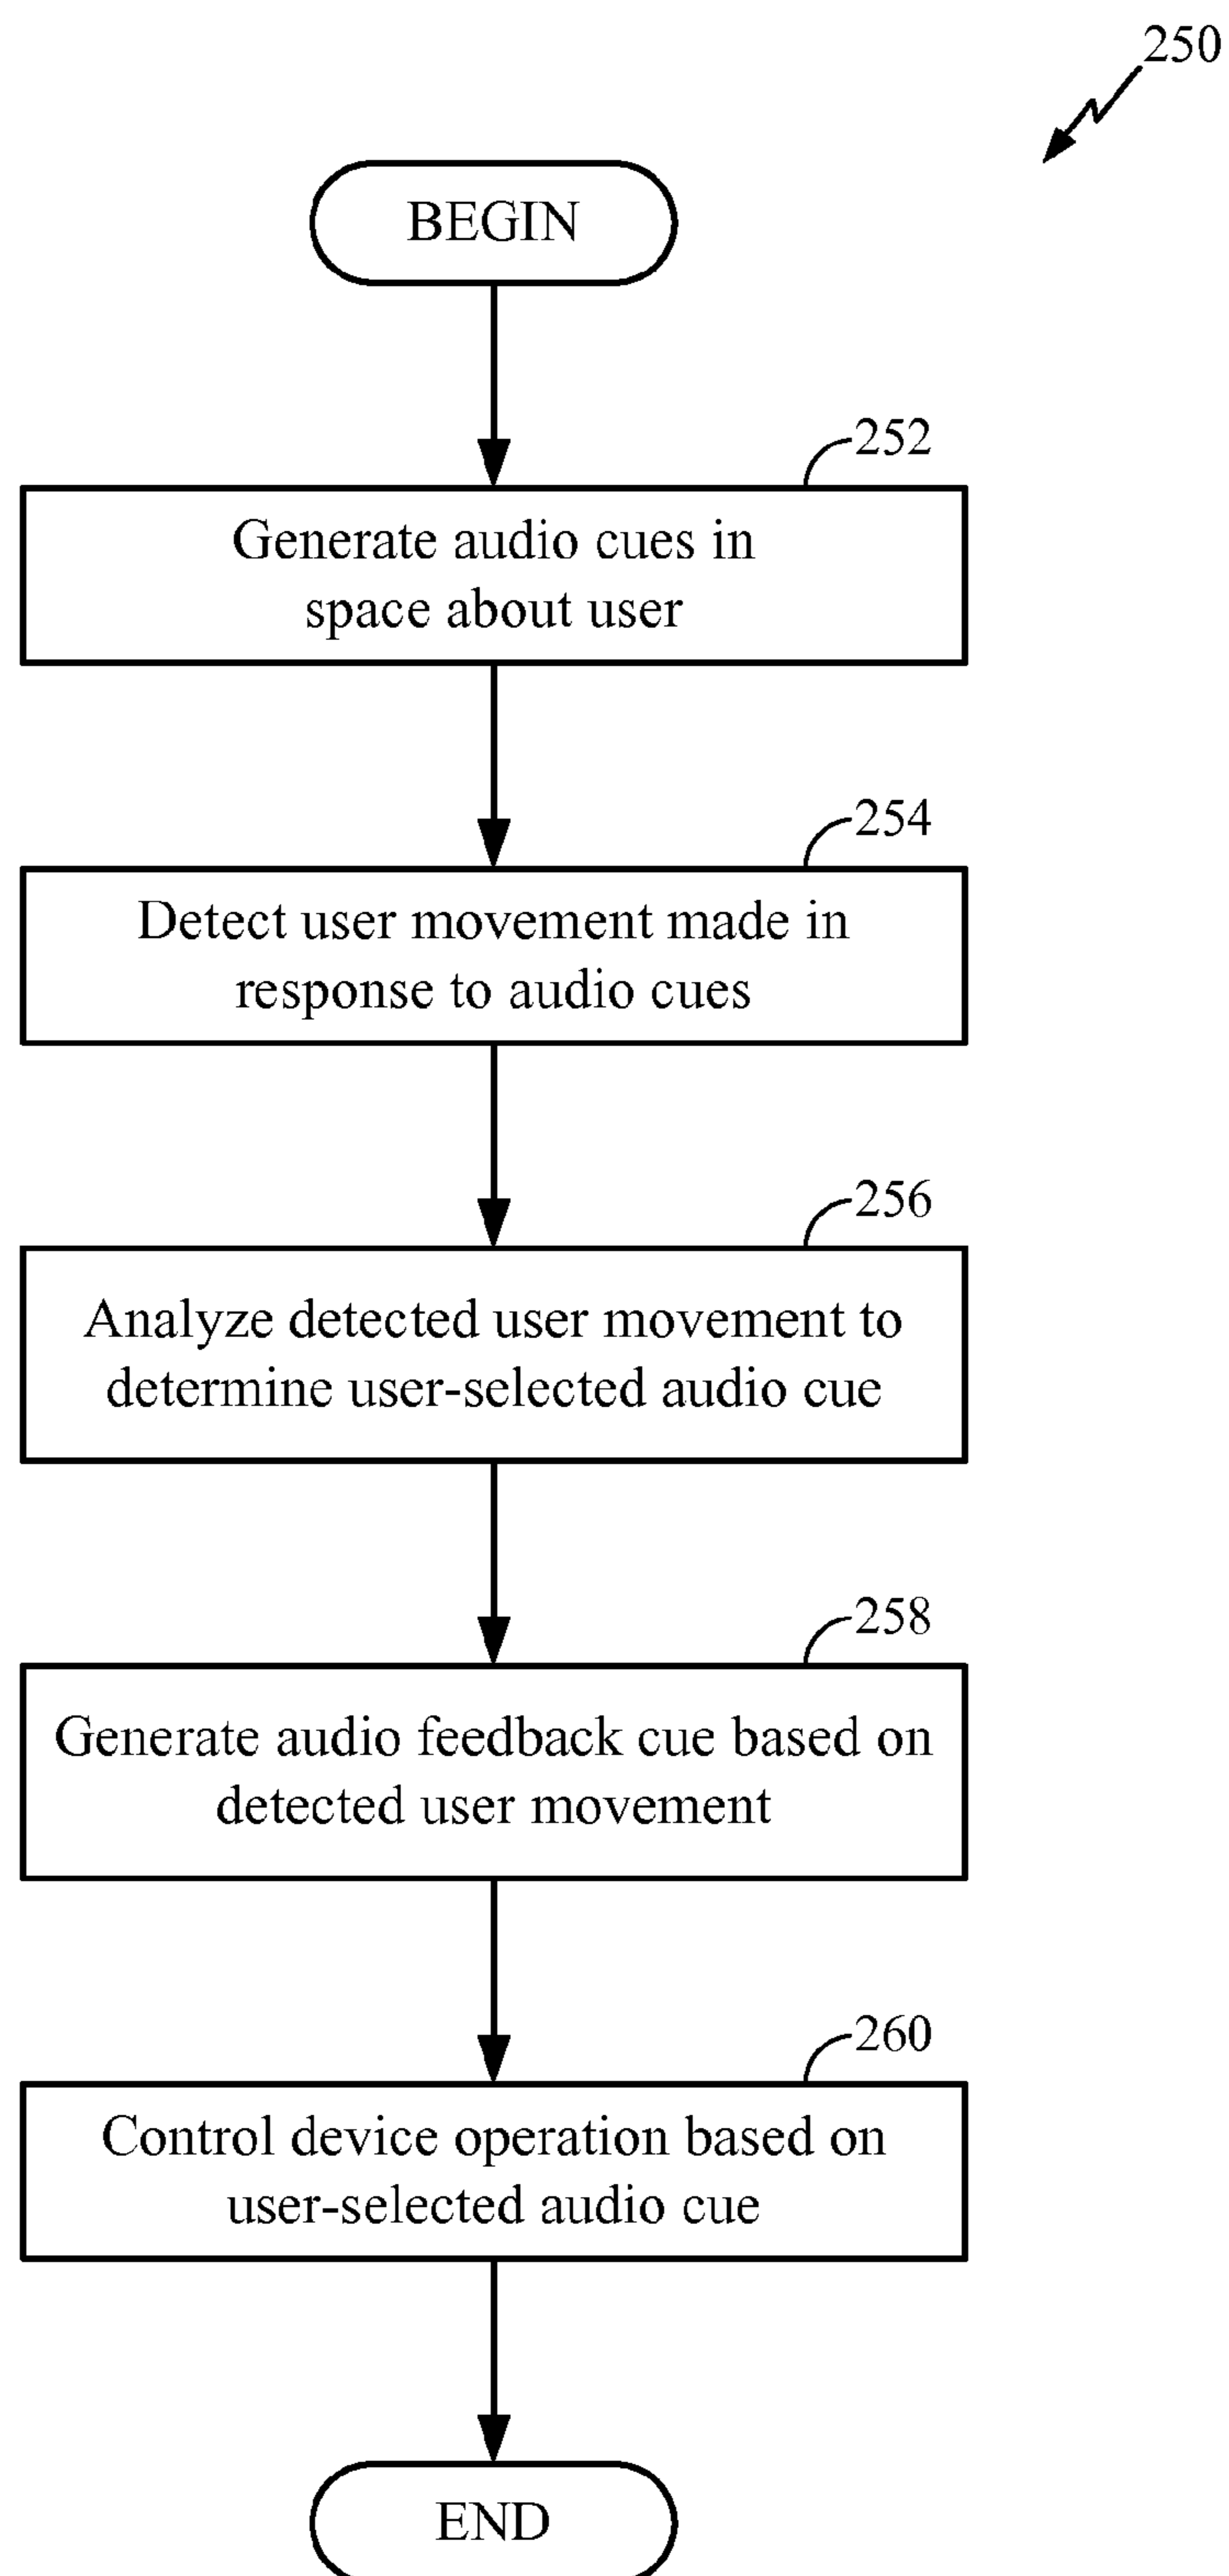 250
BEGIN
252
Generate audio cues in
space about user
254
Detect user movement made in
response to audio cues
256
Analyze detected user movement to
determine user-selected audio cue
258
Generate audio feedback cue based on
detected user movement
260
Control device operation based on
user-selected audio cue
END